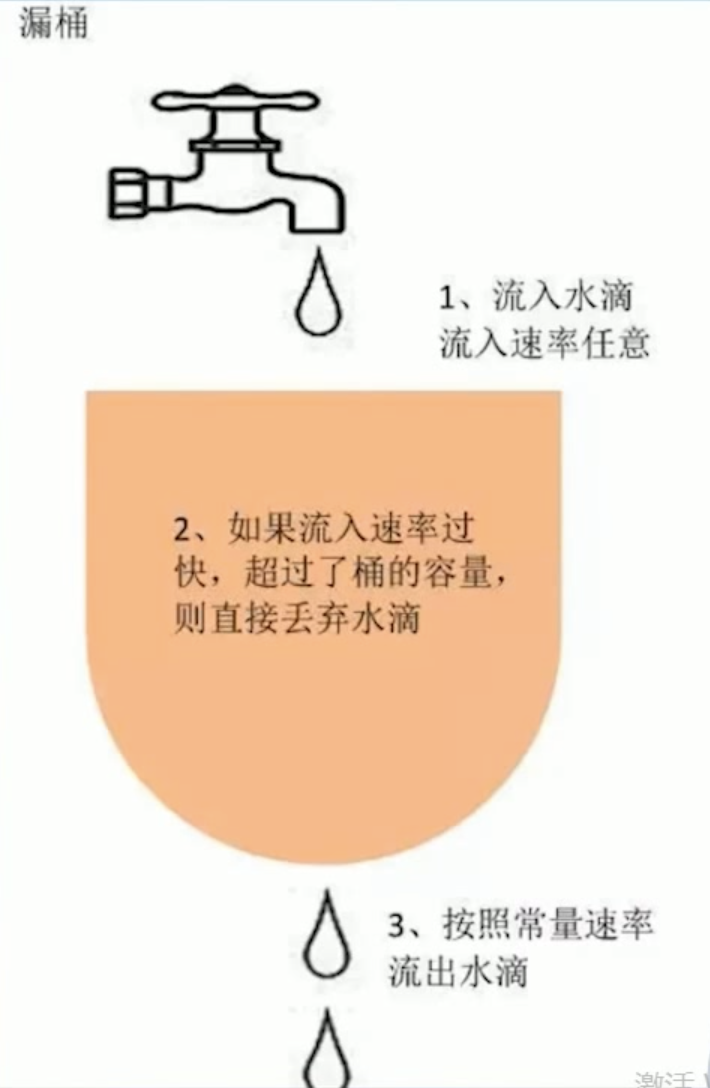 漏桶
1、流入水滴
流入速率任意
2、如果流入速率过
快，超过了桶的容量，
则直接丢弃水滴
3、按照常量速率
流出水滴
激活